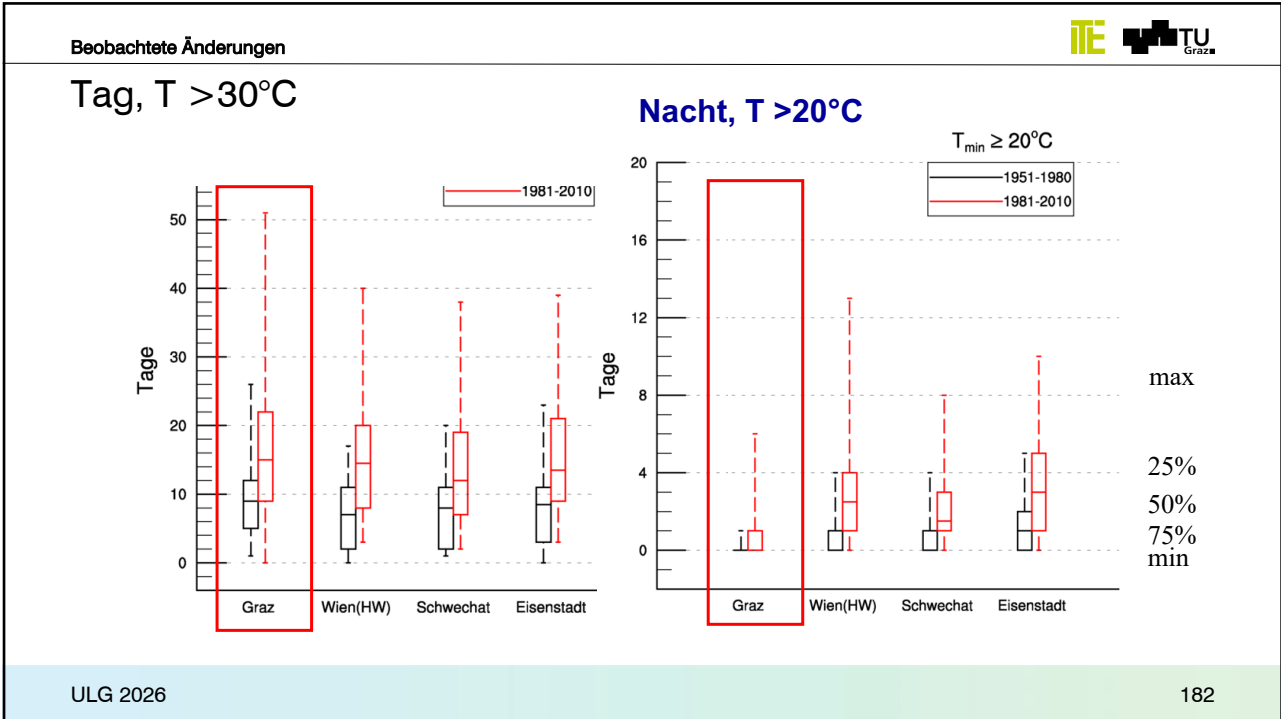 Beobachtete Änderungen
iTE
TU
Graz
Tag, T >30°C
1981-2010
50
40
30
20
10
0
Tage
Graz
Wien(HW)
Schwechat
Eisenstadt
Nacht, T >20°C
Tmin ≥ 20°C
1951-1980
1981-2010
20
16
12
8
4
0
Tage
Graz
Wien(HW)
Schwechat
Eisenstadt
max
25%
50%
75%
min
ULG 2026
182